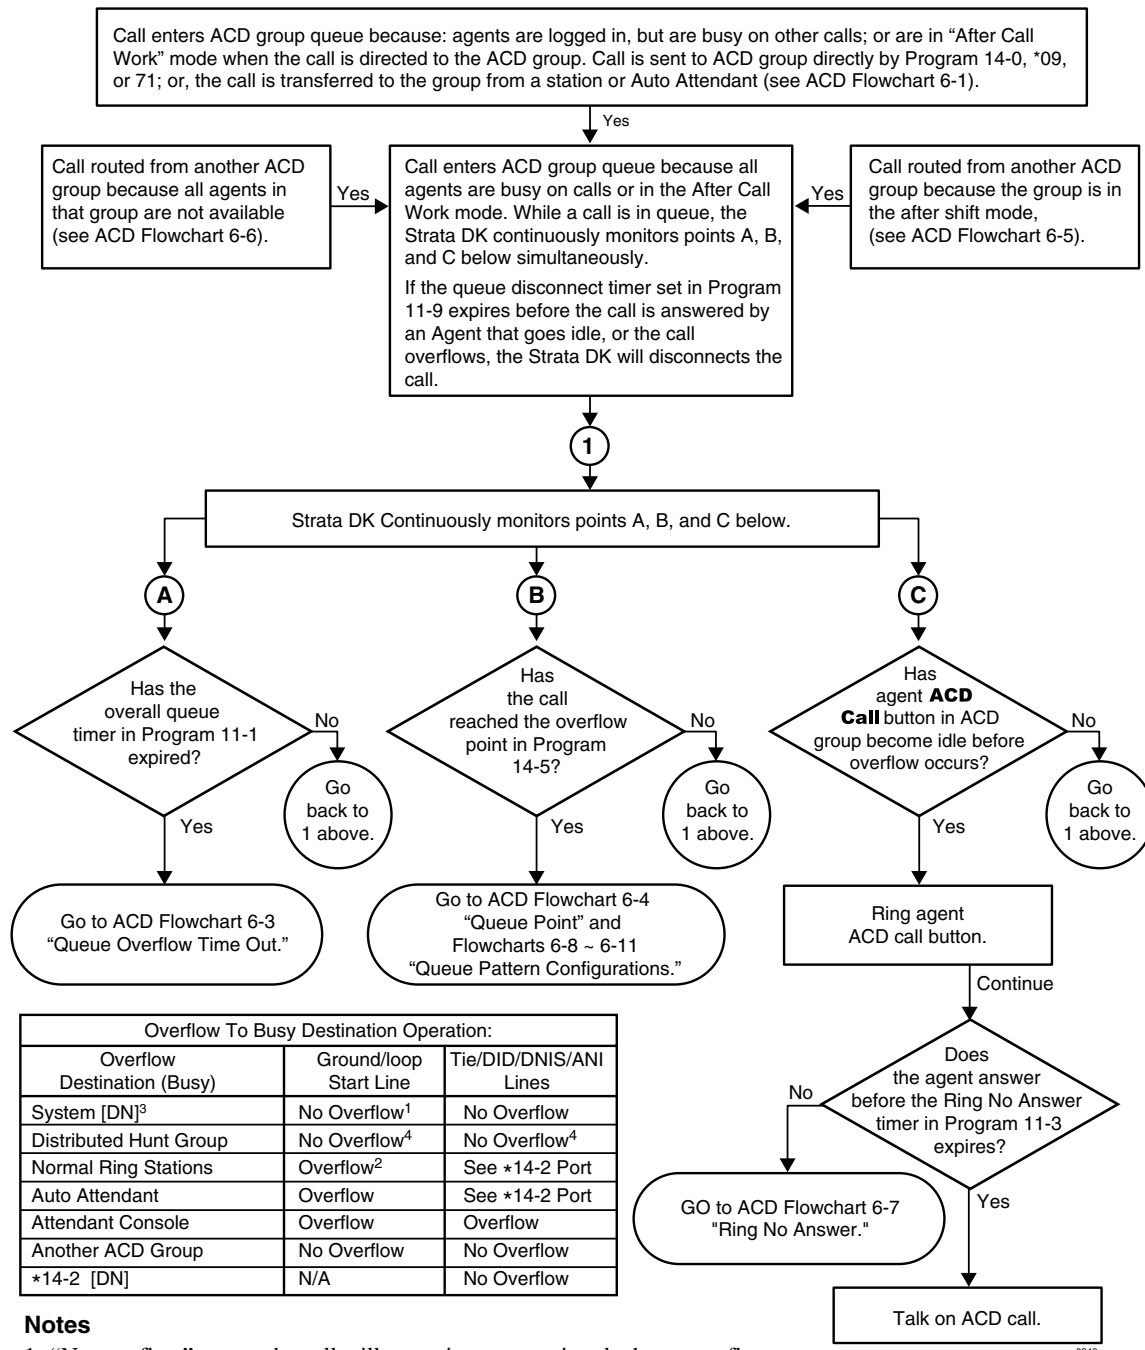 Call enters ACD group queue because: agents are logged in, but are busy on other calls; or are in “After Call
Work” mode when the call is directed to the ACD group. Call is sent to ACD group directly by Program 14-0, *09,
or 71; or, the call is transferred to the group from a station or Auto Attendant (see ACD Flowchart 6-1).
Yes
Call routed from another ACD
group because all agents in
that group are not available
(see ACD Flowchart 6-6).
Yes
Call enters ACD group queue because all
agents are busy on calls or in the After Call
Work mode. While a call is in queue, the
Strata DK continuously monitors points A, B,
and C below simultaneously.
If the queue disconnect timer set in Program
11-9 expires before the call is answered by
an Agent that goes idle, or the call
overflows, the Strata DK will disconnects the
call.
Yes
Call routed from another ACD
group because the group is in
the after shift mode,
(see ACD Flowchart 6-5).
1
Strata DK Continuously monitors points A, B, and C below.
A
B
C
Has the
overall queue
timer in Program 11-1
expired?
No
Go
back to
1 above.
Yes
Go to ACD Flowchart 6-3
“Queue Overflow Time Out.”
Has
the call
reached the overflow
point in Program
14-5?
No
Go
back to
1 above.
Yes
Go to ACD Flowchart 6-4
“Queue Point” and
Flowcharts 6-8 ~ 6-11
“Queue Pattern Configurations.”
Has
agent ACD
Call button in ACD
group become idle before
overflow occurs?
No
Go
back to
1 above.
Yes
Ring agent
ACD call button.
Continue
Does
the agent answer
before the Ring No Answer
timer in Program 11-3
expires?
No
GO to ACD Flowchart 6-7
"Ring No Answer."
Yes
Talk on ACD call.
Overflow To Busy Destination Operation:
Overflow Destination (Busy) Ground/loop Start Line Tie/DID/DNIS/ANI Lines
System [DN]³ No Overflow¹ No Overflow
Distributed Hunt Group No Overflow⁴ No Overflow⁴
Normal Ring Stations Overflow² See *14-2 Port
Auto Attendant Overflow See *14-2 Port
Attendant Console Overflow Overflow
Another ACD Group No Overflow No Overflow
*14-2 [DN] N/A No Overflow
Notes